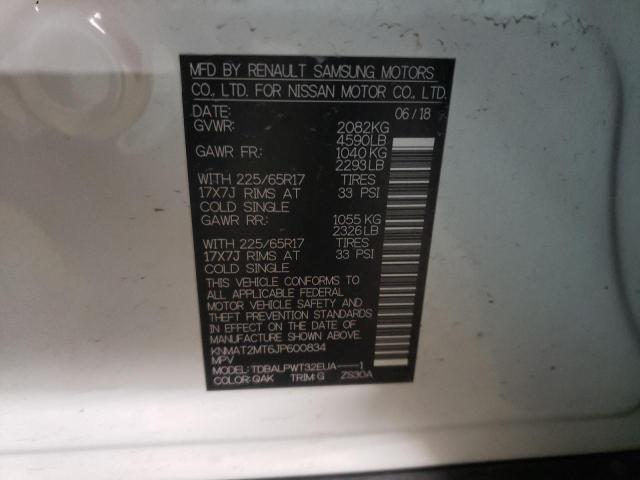 MFD BY RENAULT SAMSUNG MOTORS
CO., LTD. FOR NISSAN MOTOR CO., LTD.
DATE: 06/18
GVWR: 2082KG
4590LB
GAWR FR: 1040 KG
2293LB
WITH 225/65R17 TIRES
17X7J RIMS AT 33 PSI
COLD SINGLE
GAWR RR: 1055 KG
2326LB
WITH 225/65R17 TIRES
17X7J RIMS AT 33 PSI
COLD SINGLE
THIS VEHICLE CONFORMS TO
ALL APPLICABLE FEDERAL
MOTOR VEHICLE SAFETY AND
THEFT PREVENTION STANDARDS
IN EFFECT ON THE DATE OF
MANUFACTURE SHOWN ABOVE.
KNMAT2MT6JP600834
MPV
MODEL: TDBALPWT32EUA----1
COLOR: QAK TRIM: G ZS30A